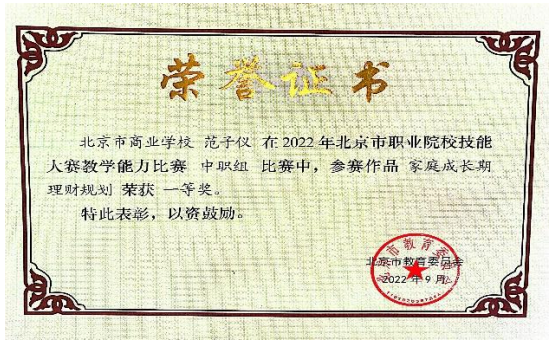 荣誉证书
北京市商业学校 范子仪 在2022年北京市职业院校技能
大赛教学能力比赛 中职组 比赛中，参赛作品 家庭成长期
理财规划 荣获 一等奖。
特此表彰，以资鼓励。
北京市教育委员会
2022 年 9 月